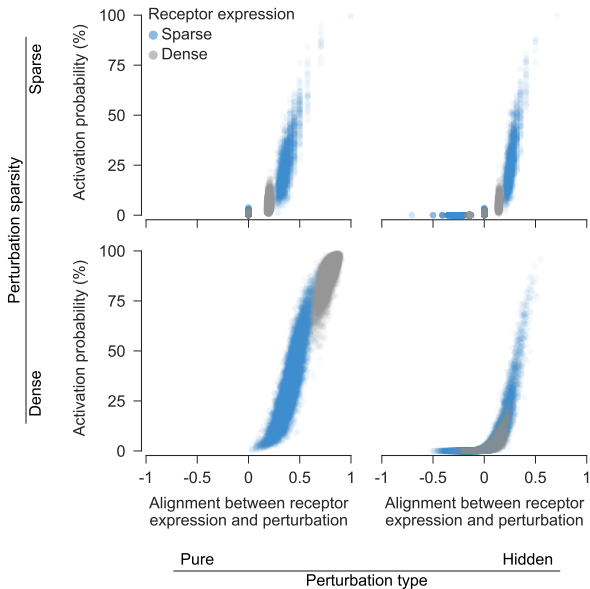 Receptor expression
Sparse
Dense
100
75
50
25
0
Activation probability (%)
Sparse
Perturbation sparsity
Dense
100
75
50
25
0
Activation probability (%)
-1 -0.5 0 0.5 1
-1 -0.5 0 0.5 1
Alignment between receptor
expression and perturbation
Alignment between receptor
expression and perturbation
Pure
Hidden
Perturbation type